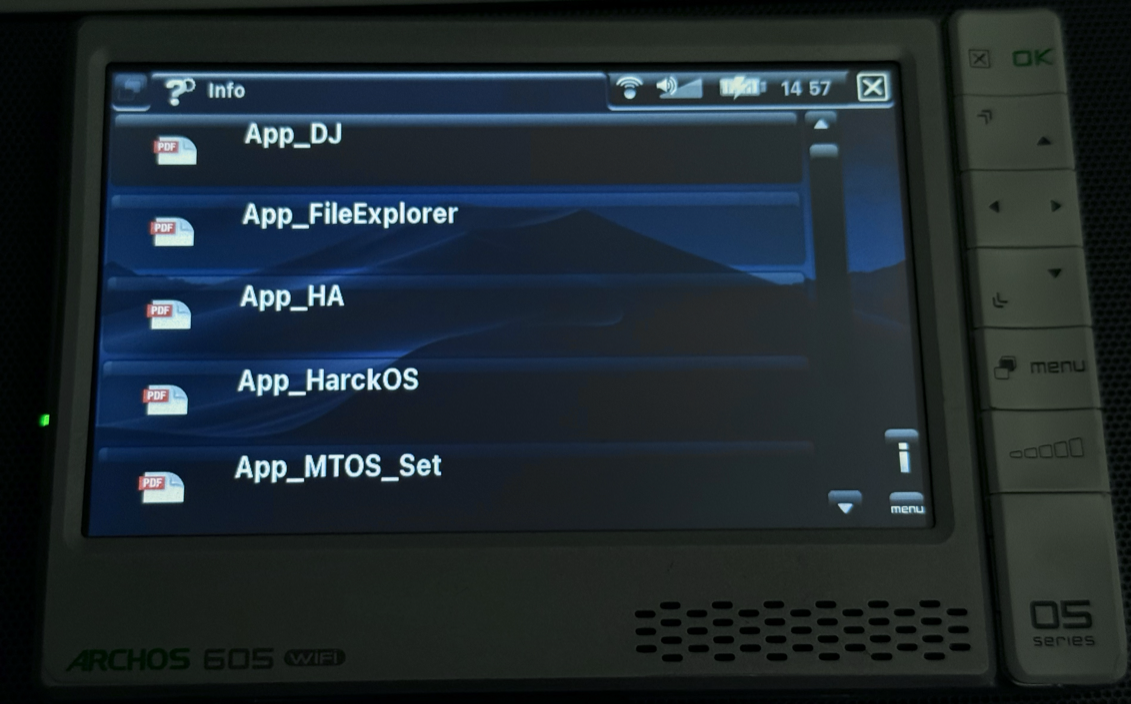 Info
14 57
PDF
App_DJ
PDF
App_FileExplorer
PDF
App_HA
PDF
App_HarckOS
PDF
App_MTOS_Set
i
menu
OK
menu
05
series
ARCHOS 605 WIFI